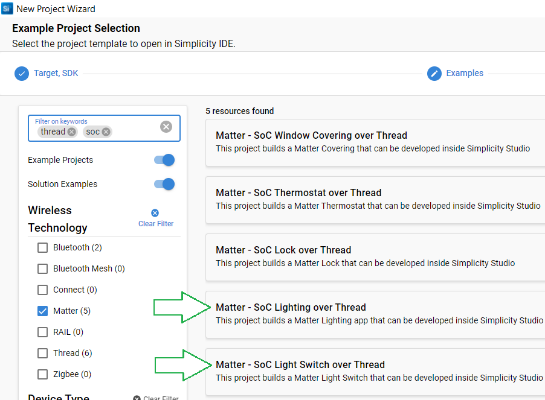 Si New Project Wizard
Example Project Selection
Select the project template to open in Simplicity IDE.
Target, SDK
Examples
Filter on keywords
thread soc
Example Projects
Solution Examples
Wireless
Technology
Clear Filter
Bluetooth (2)
Bluetooth Mesh (0)
Connect (0)
Matter (5)
RAIL (0)
Thread (6)
Zigbee (0)
Device Type
Clear Filter
5 resources found
Matter - SoC Window Covering over Thread
This project builds a Matter Covering that can be developed inside Simplicity Studio
Matter - SoC Thermostat over Thread
This project builds a Matter Thermostat that can be developed inside Simplicity Studio
Matter - SoC Lock over Thread
This project builds a Matter Lock that can be developed inside Simplicity Studio
Matter - SoC Lighting over Thread
This project builds a Matter Lighting app that can be developed inside Simplicity Studio
Matter - SoC Light Switch over Thread
This project builds a Matter Light Switch that can be developed inside Simplicity Studio